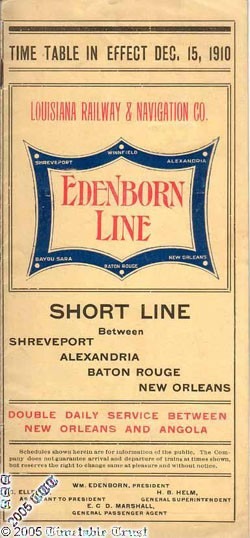 TIME TABLE IN EFFECT DEC. 15, 1910
LOUISIANA RAILWAY & NAVIGATION CO.
WINNFIELD
SHREVEPORT ALEXANDRIA
EDENBORN
LINE
BAYOU SARA NEW ORLEANS
BATON ROUGE
SHORT LINE
Between
SHREVEPORT
ALEXANDRIA
BATON ROUGE
NEW ORLEANS
DOUBLE DAILY SERVICE BETWEEN
NEW ORLEANS AND ANGOLA
Schedules shown herein are for information of the public. The Com-
pany does not guarantee arrival and departure of trains at times shown,
but reserves the right to change same at pleasure and without notice.
WM. EDENBORN, PRESIDENT
H. B. HELM,
TO PRESIDENT GENERAL SUPERINTENDENT
E. C. D. MARSHALL,
GENERAL PASSENGER AGENT
© 2005 TTT
© 2005 Timetable Trust